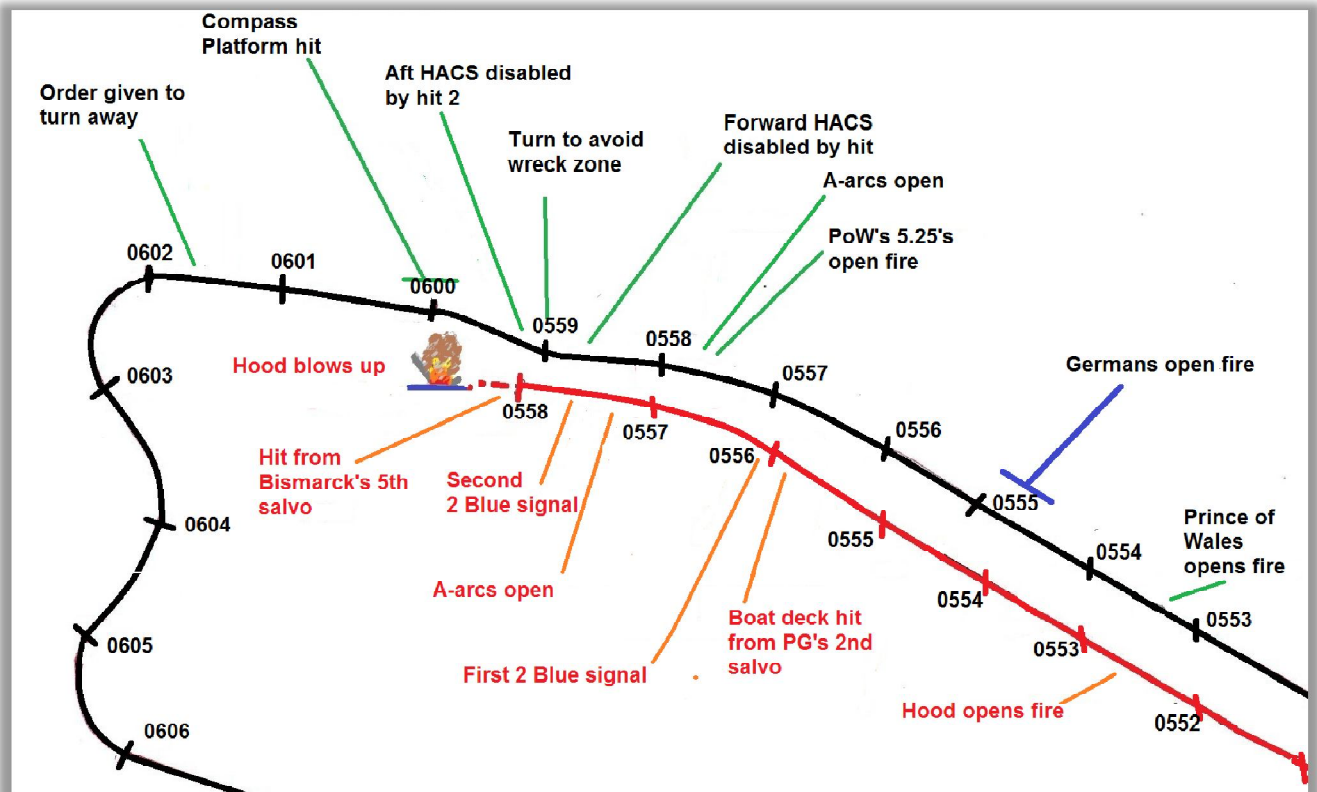 Compass
Platform hit
Order given to
turn away
Aft HACS disabled
by hit 2
Turn to avoid
wreck zone
Forward HACS
disabled by hit
A-arcs open
PoW's 5.25's
open fire
0602
0601
0600
0559
0558
0557
0556
0555
0554
0553
Germans open fire
Prince of
Wales
opens fire
Hood blows up
0558
0557
0556
0555
0554
0553
0552
Hit from
Bismarck's 5th
salvo
Second
2 Blue signal
A-arcs open
First 2 Blue signal
Boat deck hit
from PG's 2nd
salvo
Hood opens fire
0603
0604
0605
0606